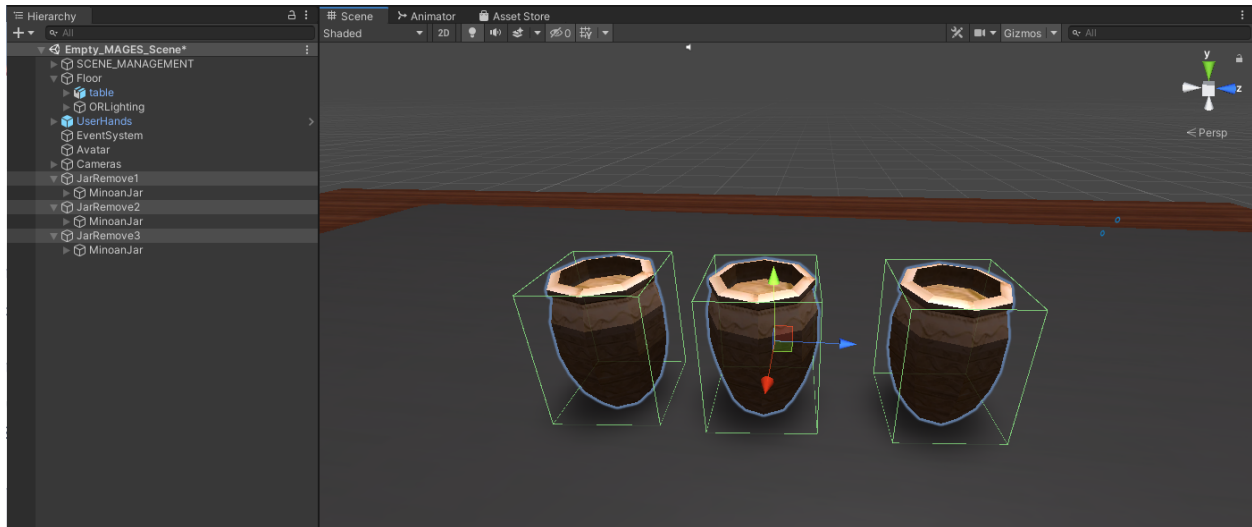 Hierarchy
All
Empty_MAGES_Scene*
SCENE_MANAGEMENT
Floor
table
ORLighting
UserHands
EventSystem
Avatar
Cameras
JarRemove1
MinoanJar
JarRemove2
MinoanJar
JarRemove3
MinoanJar
Scene Animator Asset Store
Shaded 2D 0 Gizmos All
y
z
Persp